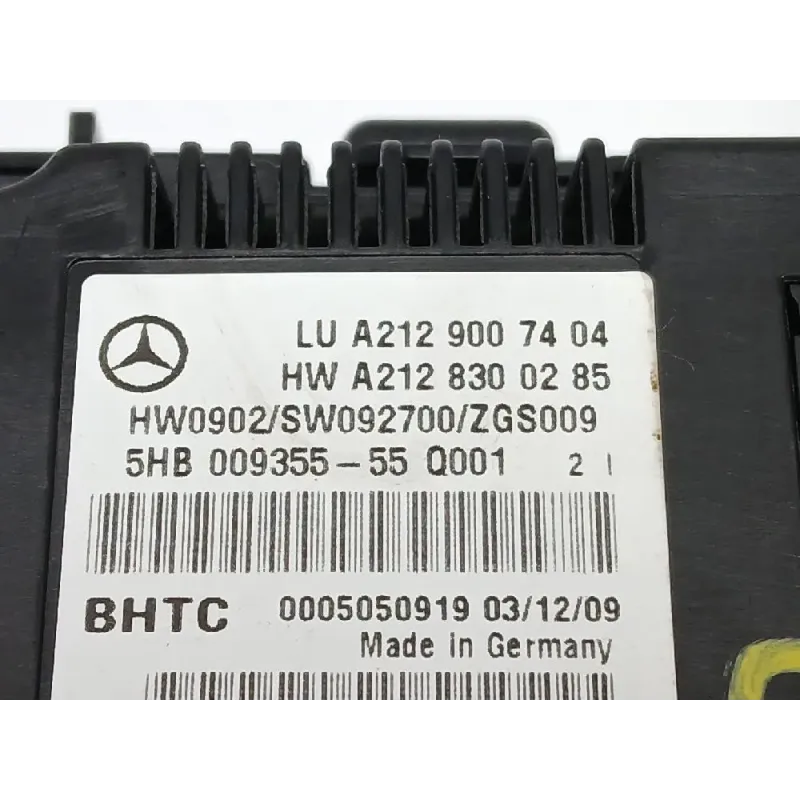 LU A212 900 74 04
HW A212 830 02 85
HW0902/SW092700/ZGS009
5HB 009355-55 Q001 2 I
BHTC 0005050919 03/12/09
Made in Germany